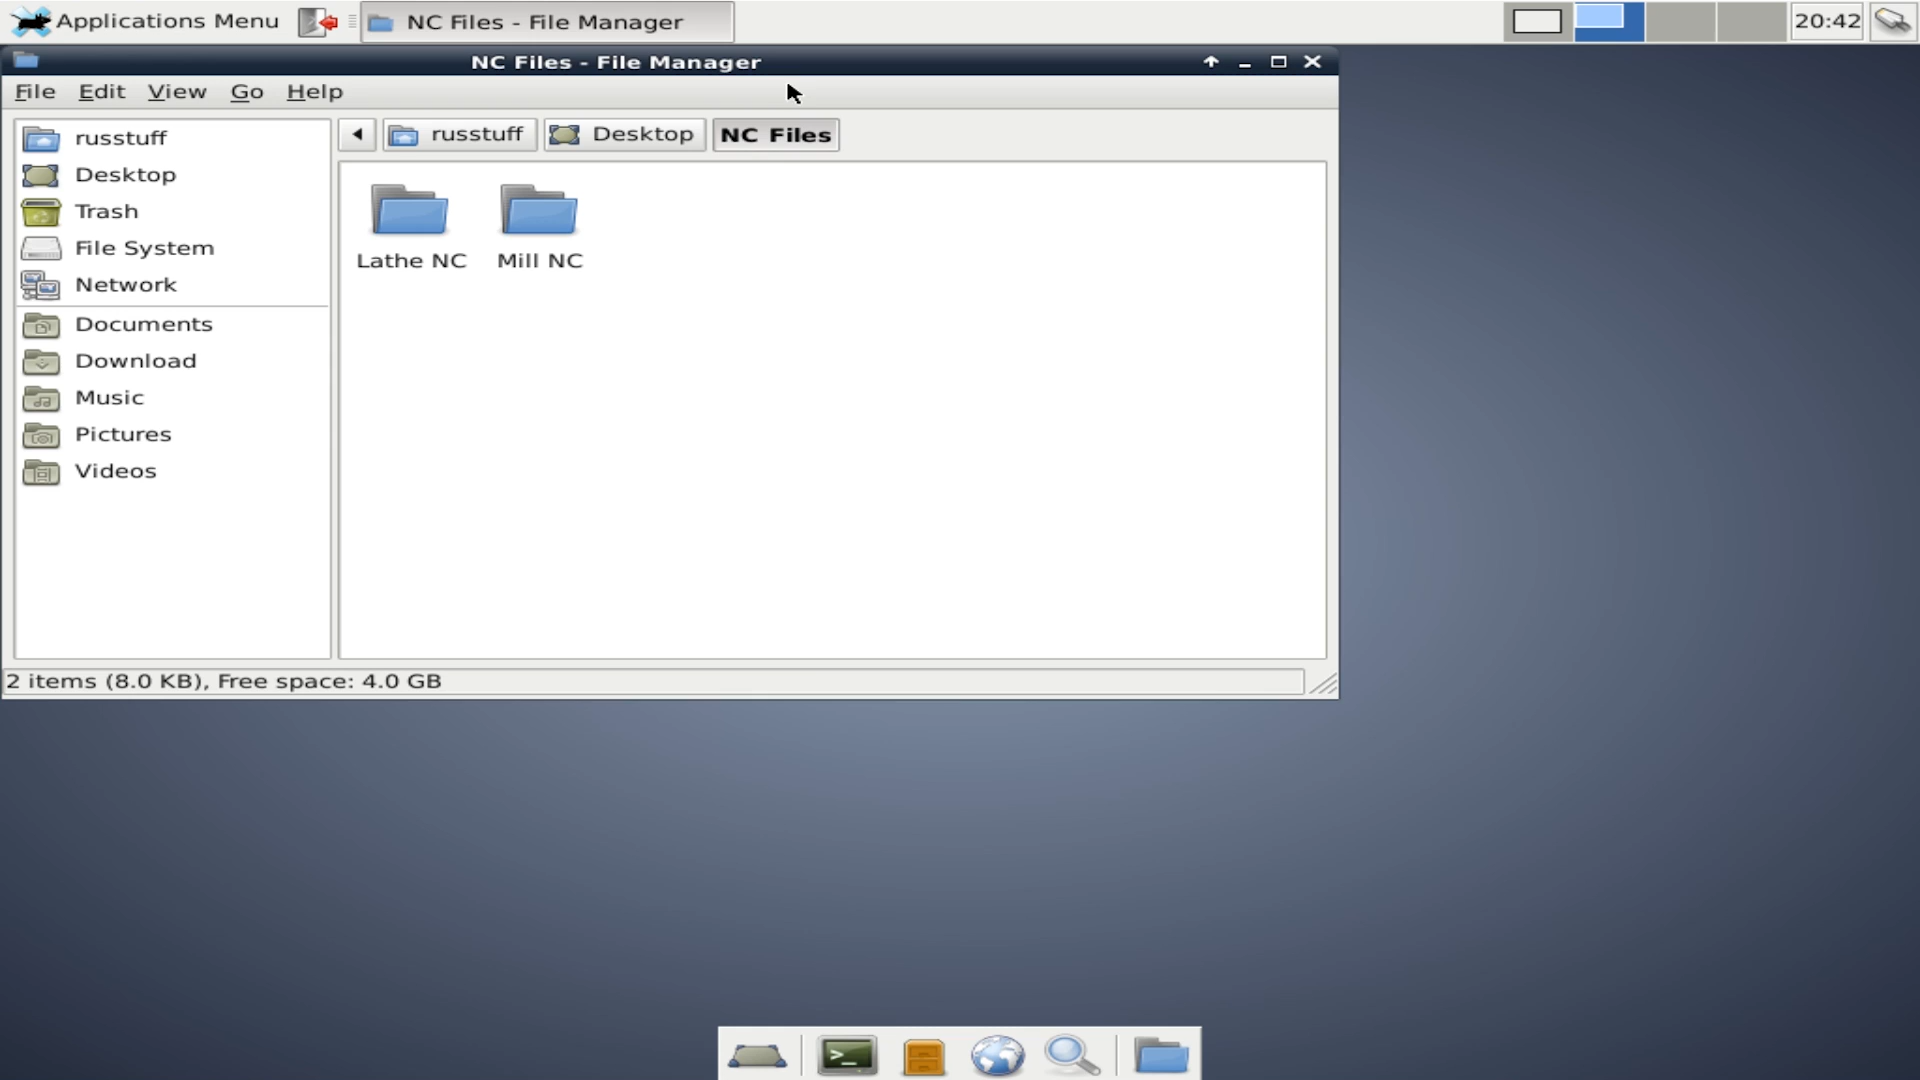 Applications Menu
NC Files - File Manager
20:42
NC Files - File Manager
File Edit View Go Help
russtuff
Desktop
Trash
File System
Network
Documents
Download
Music
Pictures
Videos
russtuff Desktop NC Files
Lathe NC Mill NC
2 items (8.0 KB), Free space: 4.0 GB